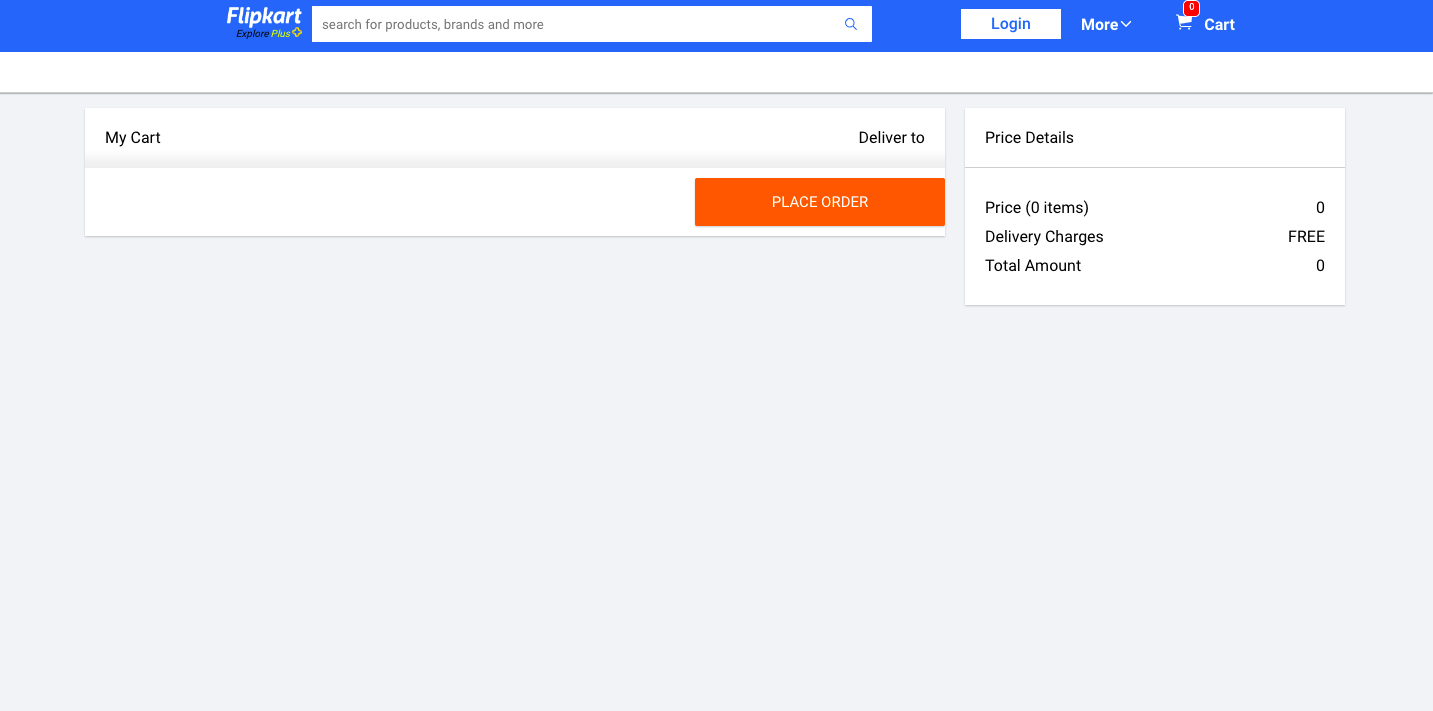 Flipkart
Explore Plus
search for products, brands and more
Login
More
0
Cart
My Cart
Deliver to
PLACE ORDER
Price Details
Price (0 items) 0
Delivery Charges FREE
Total Amount 0